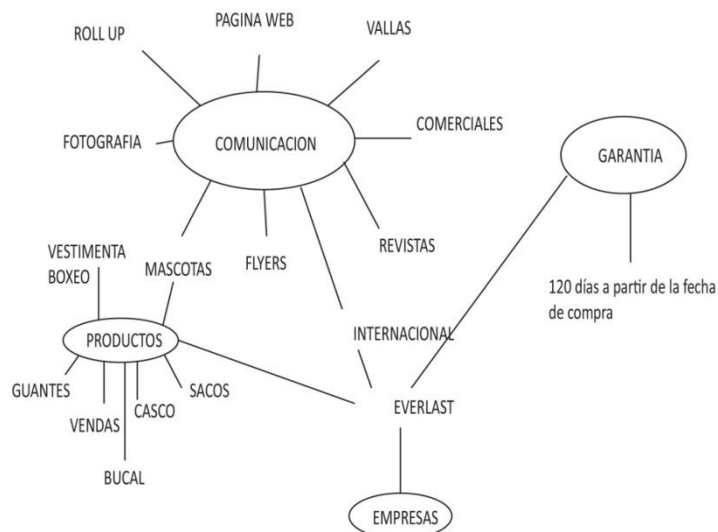 ROLL UP
PAGINA WEB
VALLAS
FOTOGRAFIA
COMUNICACION
COMERCIALES
GARANTIA
REVISTAS
FLYERS
MASCOTAS
VESTIMENTA
BOXEO
120 días a partir de la fecha
de compra
PRODUCTOS
INTERNACIONAL
GUANTES
VENDAS
CASCO
SACOS
BUCAL
EVERLAST
EMPRESAS